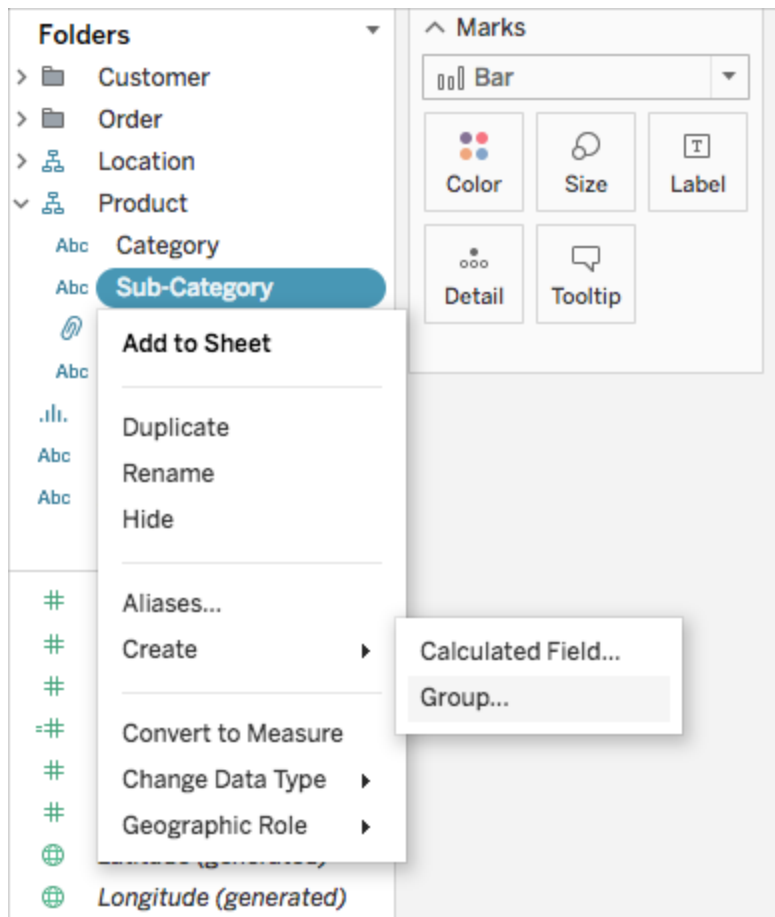 Folders
Customer
Order
Location
Product
Abc Category
Abc Sub-Category
Abc
Abc
Abc
Add to Sheet
Duplicate
Rename
Hide
Aliases...
Create
Convert to Measure
Change Data Type
Geographic Role
Calculated Field...
Group...
#
#
#
=#
#
#
Longitude (generated)
Marks
Bar
Color
Size
T
Label
Detail
Tooltip